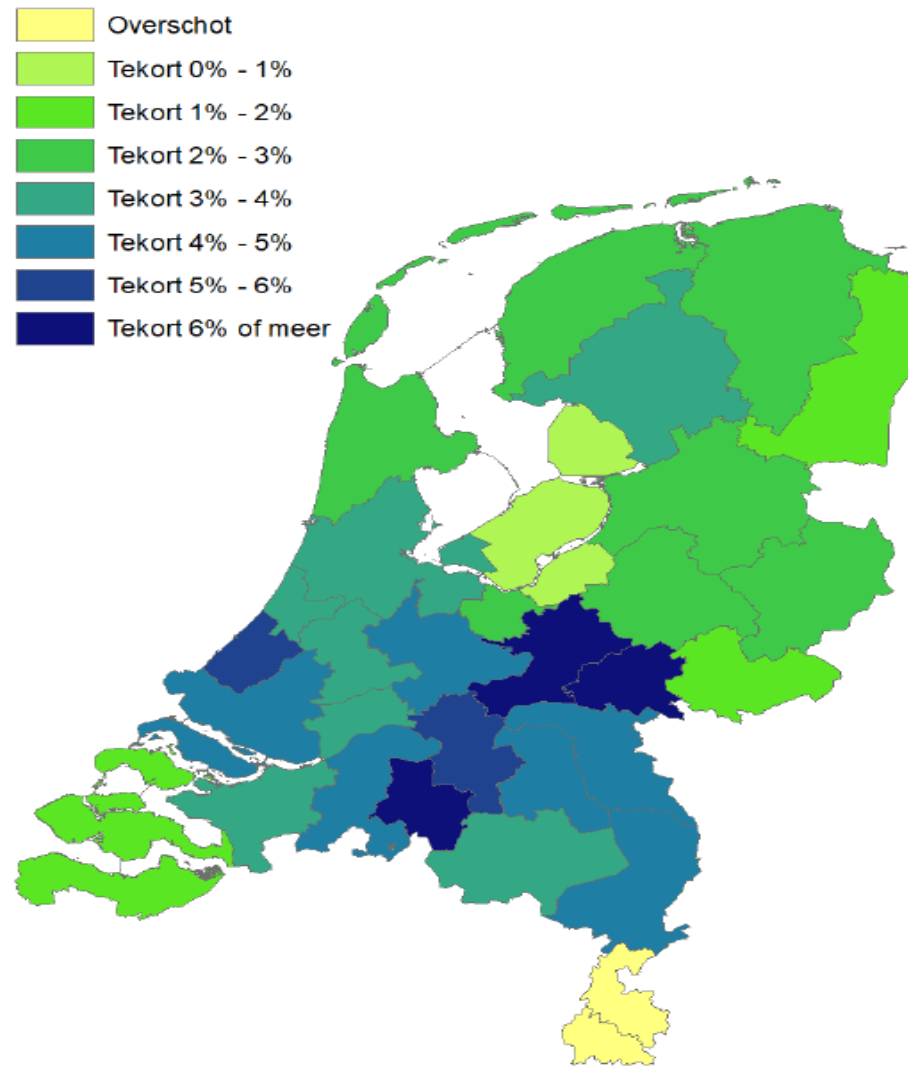 Overschot
Tekort 0% - 1%
Tekort 1% - 2%
Tekort 2% - 3%
Tekort 3% - 4%
Tekort 4% - 5%
Tekort 5% - 6%
Tekort 6% of meer